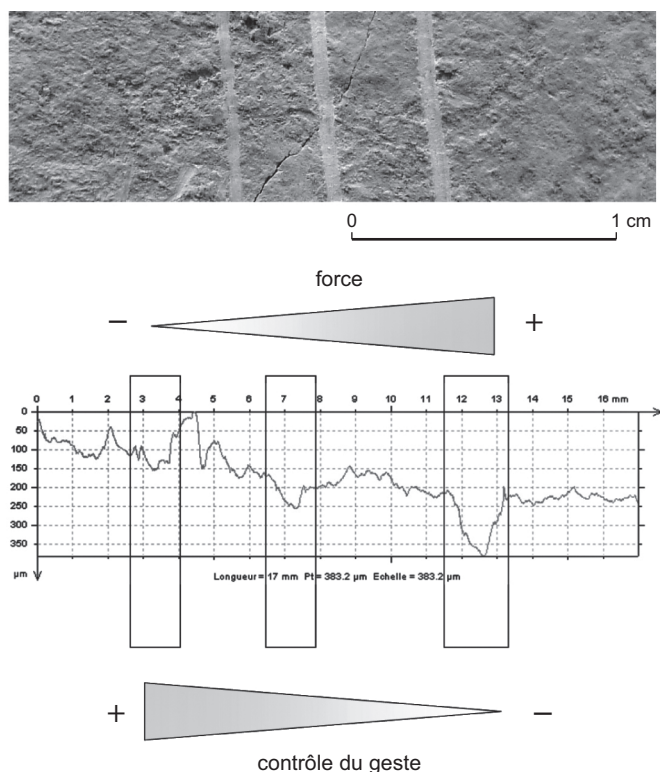 0 1 cm
force
− +
0 1 2 3 4 5 6 7 8 9 10 11 12 13 14 15 16 mm
0
50
100
150
200
250
300
350
µm
Longueur = 17 mm Pt = 383.2 µm Echelle = 383.2 µm
+ −
contrôle du geste